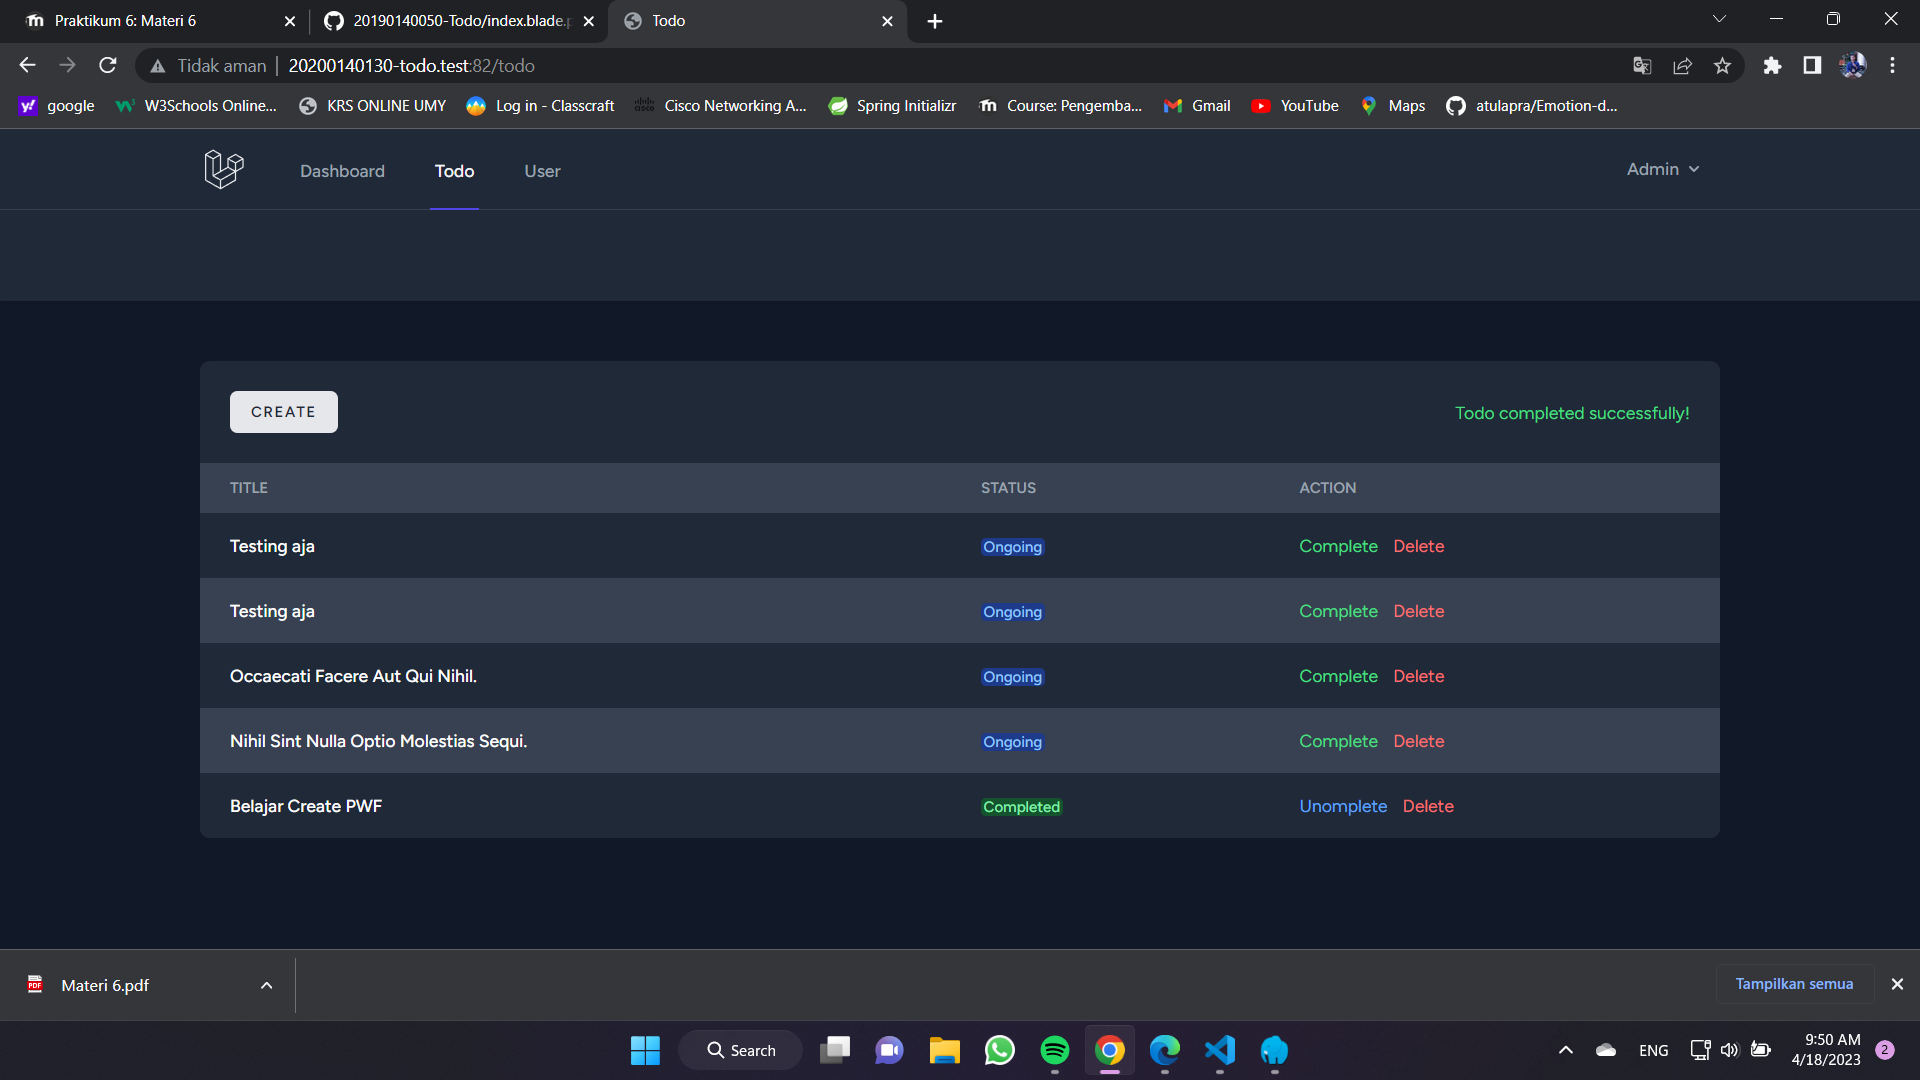 Praktikum 6: Materi 6
20190140050-Todo/index.blade.p
Todo
Tidak aman
20200140130-todo.test:82/todo
google
W3Schools Online...
KRS ONLINE UMY
Log in - Classcraft
Cisco Networking A...
Spring Initializr
Course: Pengemba...
Gmail
YouTube
Maps
atulapra/Emotion-d...
Dashboard
Todo
User
Admin
CREATE
Todo completed successfully!
TITLE STATUS ACTION
Testing aja Ongoing Complete Delete
Testing aja Ongoing Complete Delete
Occaecati Facere Aut Qui Nihil. Ongoing Complete Delete
Nihil Sint Nulla Optio Molestias Sequi. Ongoing Complete Delete
Belajar Create PWF Completed Unomplete Delete
PDF
Materi 6.pdf
Tampilkan semua
Search
ENG
9:50 AM
4/18/2023
2